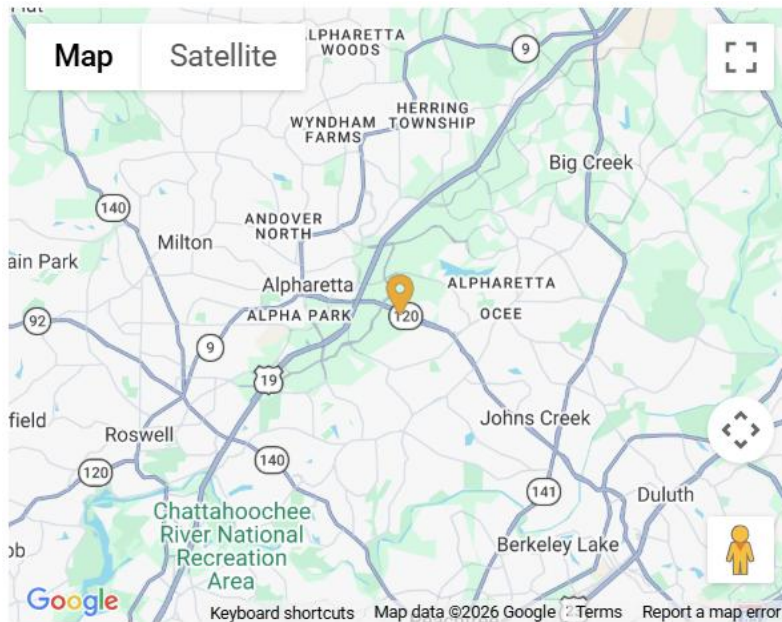 Map
Satellite
ALPHARETTA
WOODS
9
HERRING
TOWNSHIP
WYNDHAM
FARMS
Big Creek
140
ANDOVER
NORTH
Milton
ain Park
Alpharetta
ALPHARETTA
ALPHA PARK
OCEE
120
92
9
19
Johns Creek
field
Roswell
140
120
141
Duluth
Chattahoochee
River National
Recreation
Area
Berkeley Lake
Google
Keyboard shortcuts
Map data ©2026 Google
Terms
Report a map error